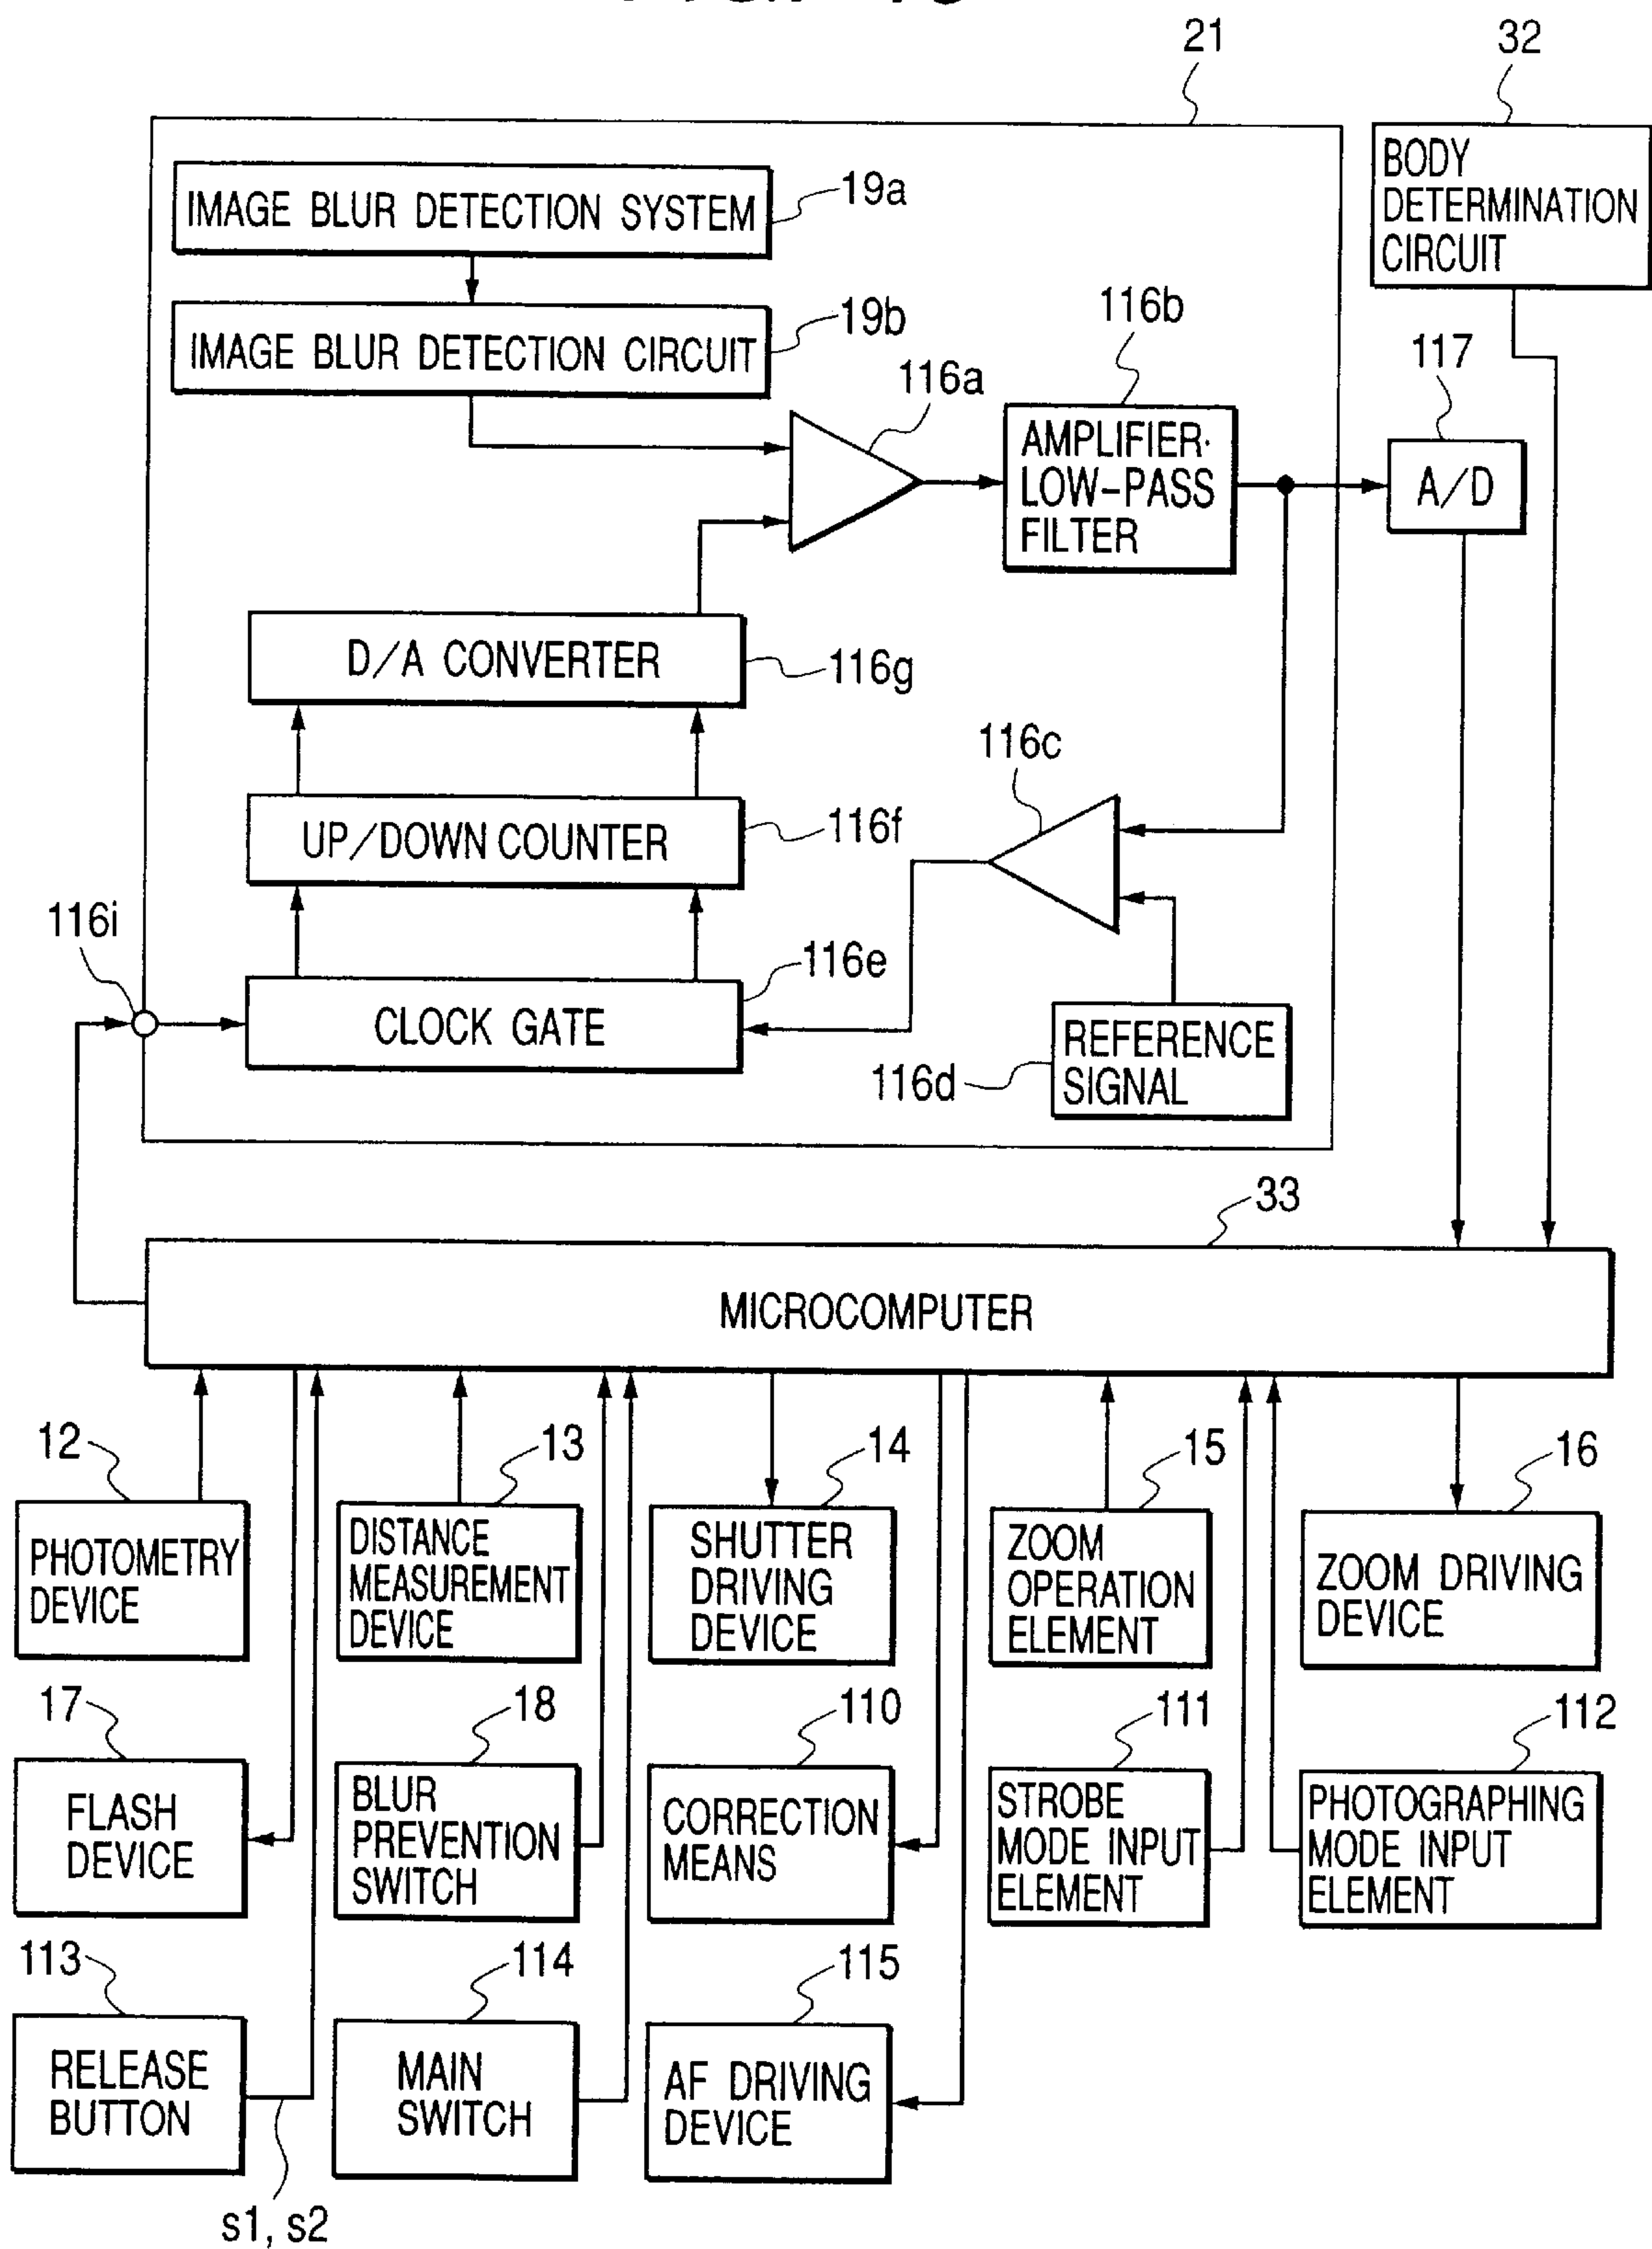 21
32
IMAGE BLUR DETECTION SYSTEM
19a
BODY
DETERMINATION
CIRCUIT
IMAGE BLUR DETECTION CIRCUIT
19b
116a
116b
117
AMPLIFIER·
LOW-PASS
FILTER
A/D
D/A CONVERTER
116g
116c
UP/DOWN COUNTER
116f
116i
116e
CLOCK GATE
116d
REFERENCE
SIGNAL
33
MICROCOMPUTER
12
13
14
15
16
PHOTOMETRY
DEVICE
DISTANCE
MEASUREMENT
DEVICE
SHUTTER
DRIVING
DEVICE
ZOOM
OPERATION
ELEMENT
ZOOM DRIVING
DEVICE
17
18
110
111
112
FLASH
DEVICE
BLUR
PREVENTION
SWITCH
CORRECTION
MEANS
STROBE
MODE INPUT
ELEMENT
PHOTOGRAPHING
MODE INPUT
ELEMENT
113
114
115
RELEASE
BUTTON
MAIN
SWITCH
AF DRIVING
DEVICE
s1, s2